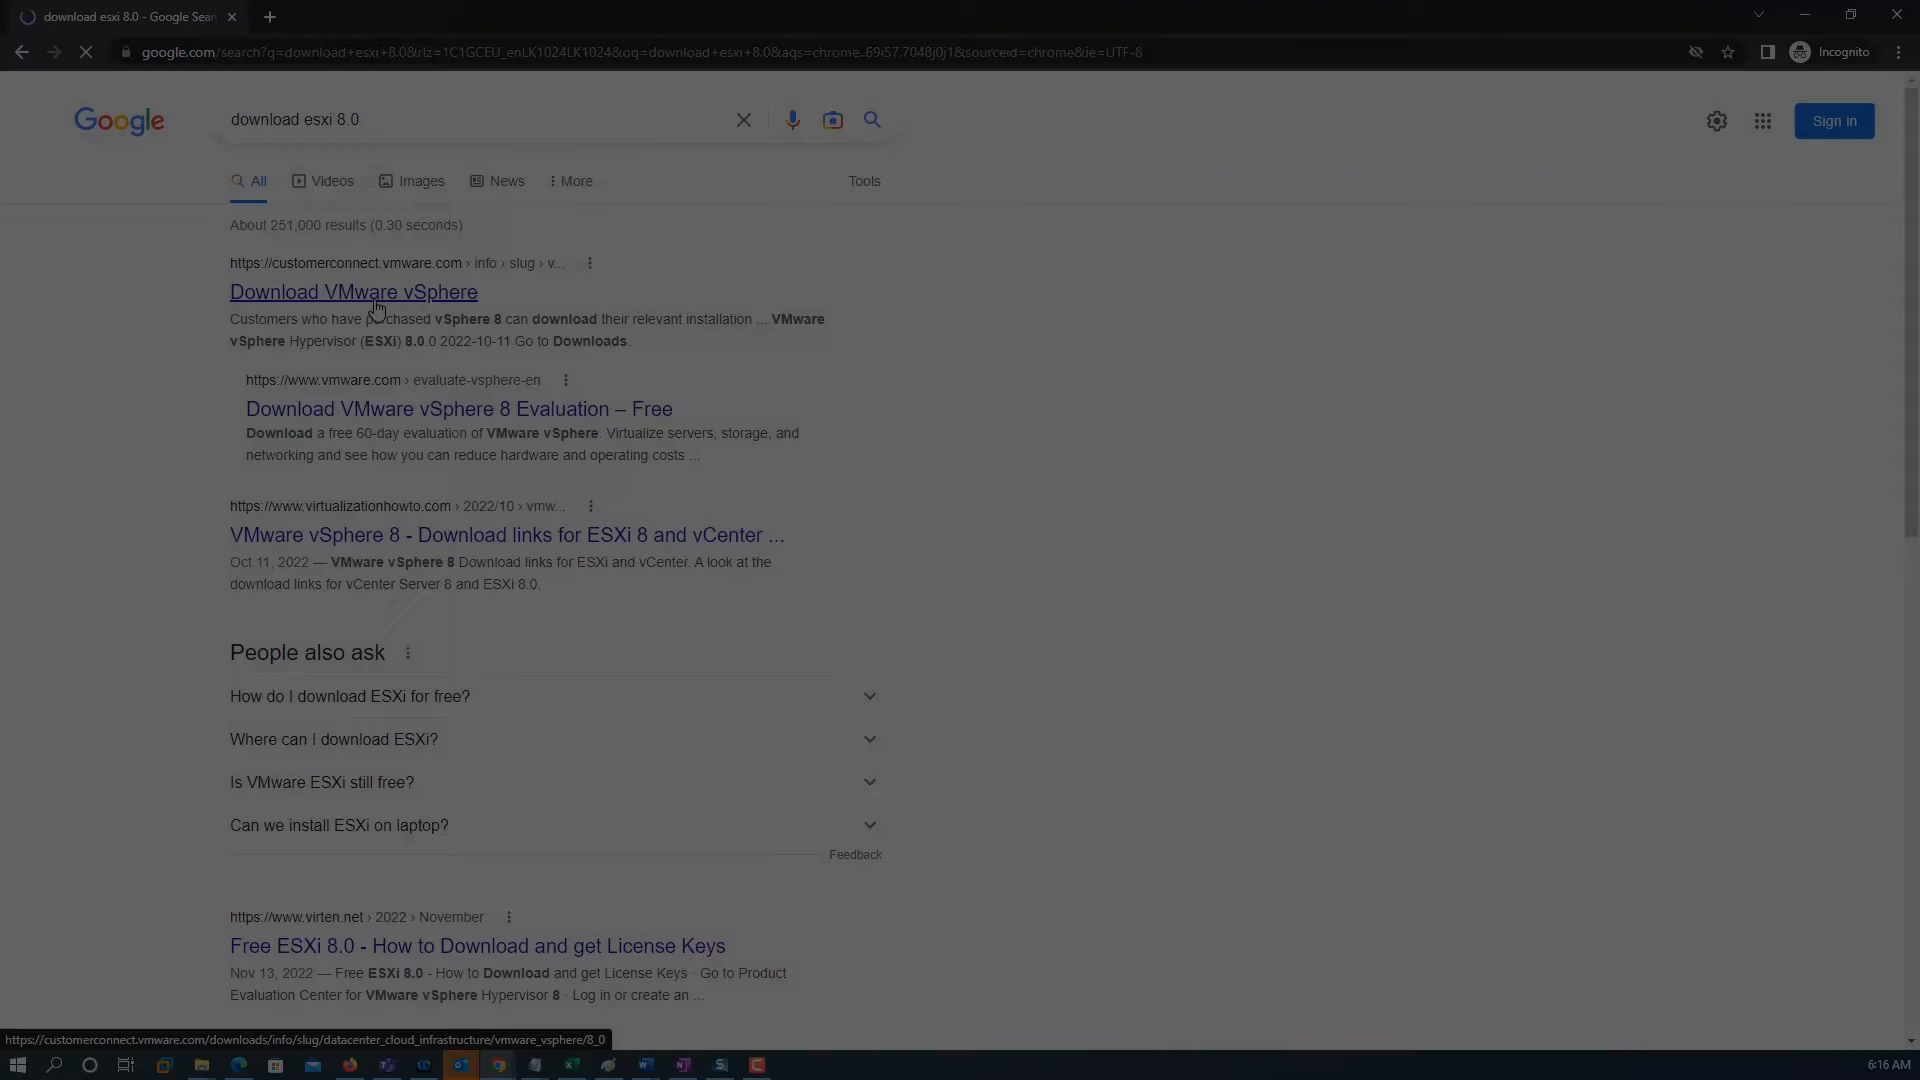 download esxi 8.0 - Google Sear
google.com/search?q=download+esxi+8.0&rlz=1C1GCEU_enLK1024LK1024&oq=download+esxi+8.0&aqs=chrome..69i57.7048j0j1&sourceid=chrome&ie=UTF-8
Incognito
Google
download esxi 8.0
Sign in
All Videos Images News More Tools
About 251,000 results (0.30 seconds)
https://customerconnect.vmware.com › info › slug › v...
Download VMware vSphere
Customers who have purchased vSphere 8 can download their relevant installation ... VMware
vSphere Hypervisor (ESXi) 8.0.0 2022-10-11 Go to Downloads.
https://www.vmware.com › evaluate-vsphere-en
Download VMware vSphere 8 Evaluation – Free
Download a free 60-day evaluation of VMware vSphere. Virtualize servers, storage, and
networking and see how you can reduce hardware and operating costs ...
https://www.virtualizationhowto.com › 2022/10 › vmw...
VMware vSphere 8 - Download links for ESXi 8 and vCenter ...
Oct 11, 2022 — VMware vSphere 8 Download links for ESXi and vCenter. A look at the
download links for vCenter Server 8 and ESXi 8.0.
People also ask
How do I download ESXi for free?
Where can I download ESXi?
Is VMware ESXi still free?
Can we install ESXi on laptop?
Feedback
https://www.virten.net › 2022 › November
Free ESXi 8.0 - How to Download and get License Keys
Nov 13, 2022 — Free ESXi 8.0 - How to Download and get License Keys · Go to Product
Evaluation Center for VMware vSphere Hypervisor 8 · Log in or create an ...
https://customerconnect.vmware.com/downloads/info/slug/datacenter_cloud_infrastructure/vmware_vsphere/8_0
6:16 AM